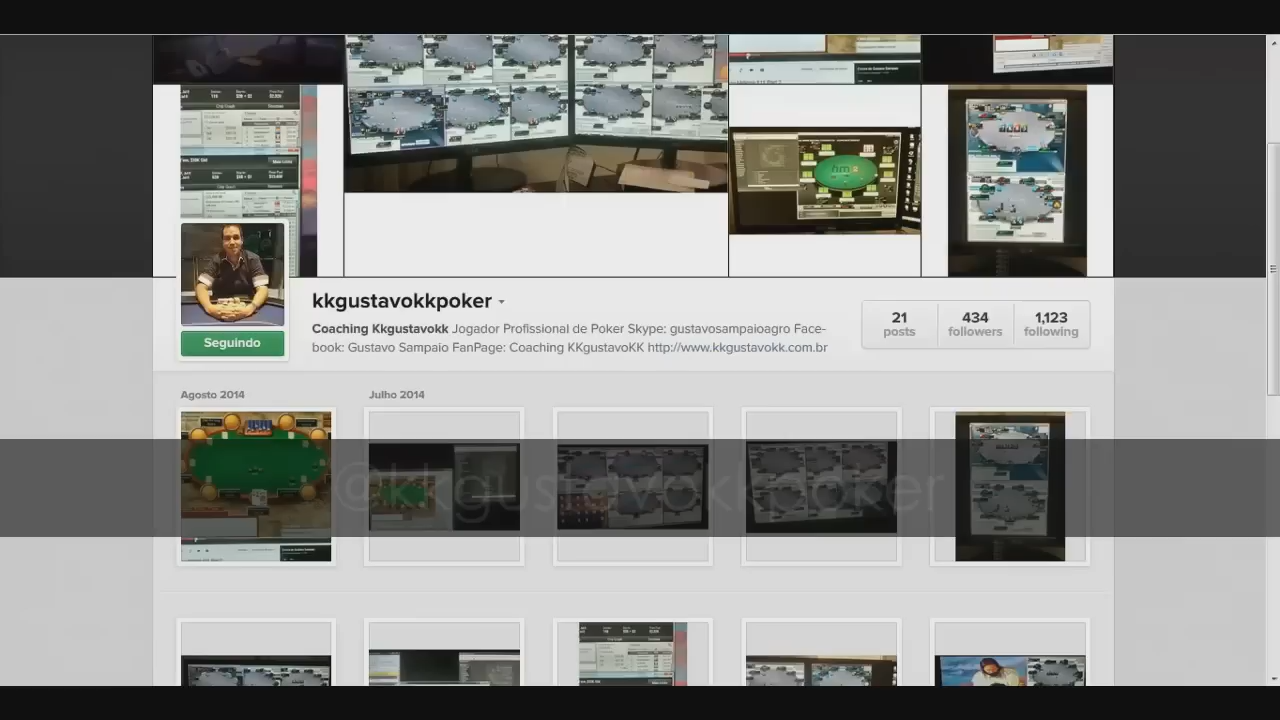 kkgustavokkpoker
Coaching Kkgustavokk Jogador Profissional de Poker Skype: gustavosampaioagro Face-
book: Gustavo Sampaio FanPage: Coaching KKgustavoKK http://www.kkgustavokk.com.br
Seguindo
21 434 1,123
posts followers following
Agosto 2014 Julho 2014
@kkgustavokkpoker